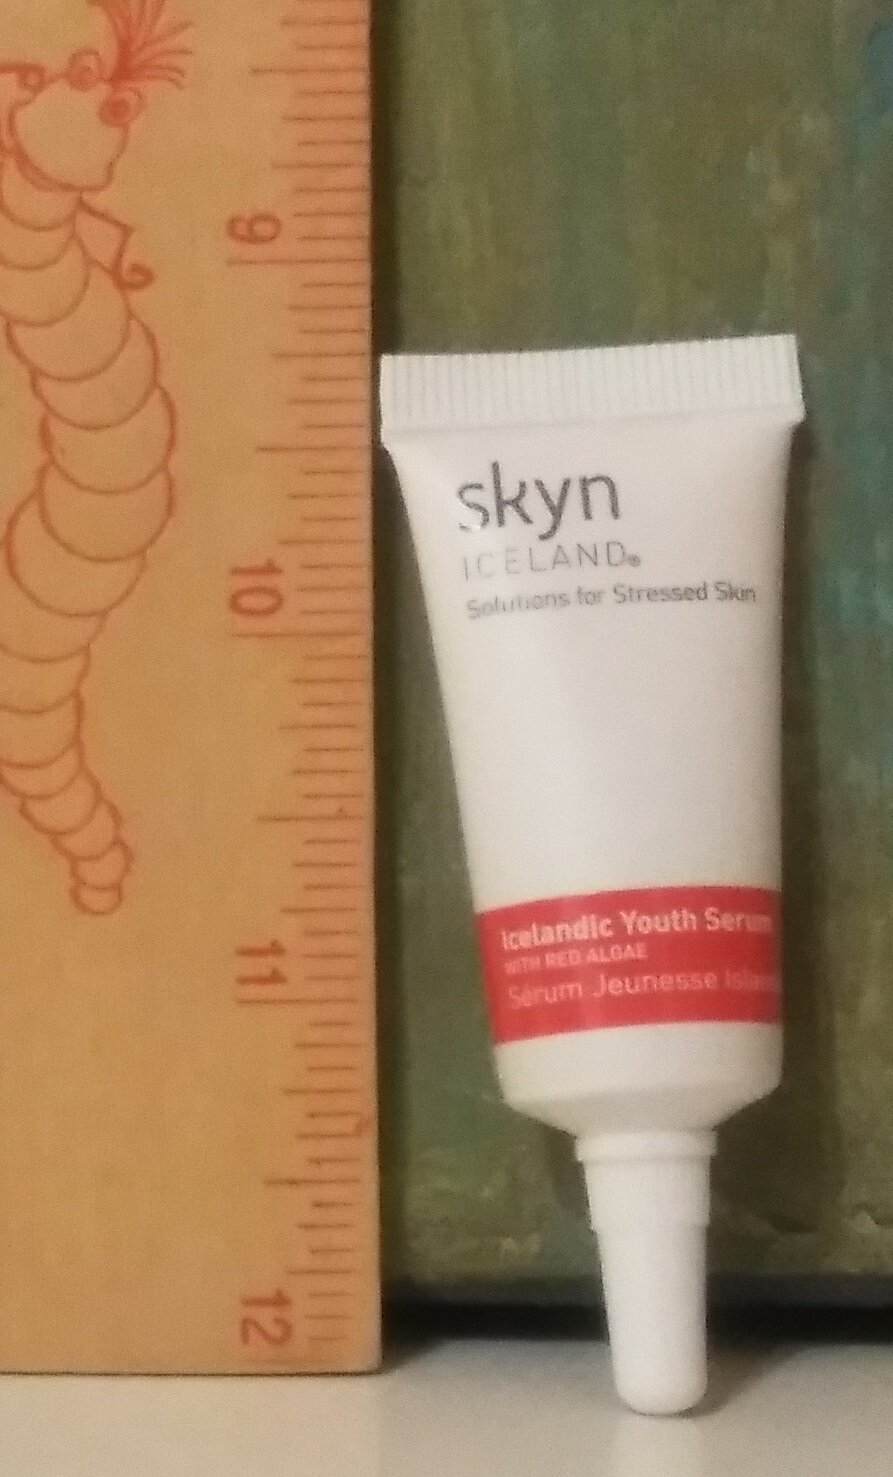 9
10
11
12
skyn
ICELAND®
Solutions for Stressed Skin
Icelandic Youth Serum
WITH RED ALGAE
Sérum Jeunesse